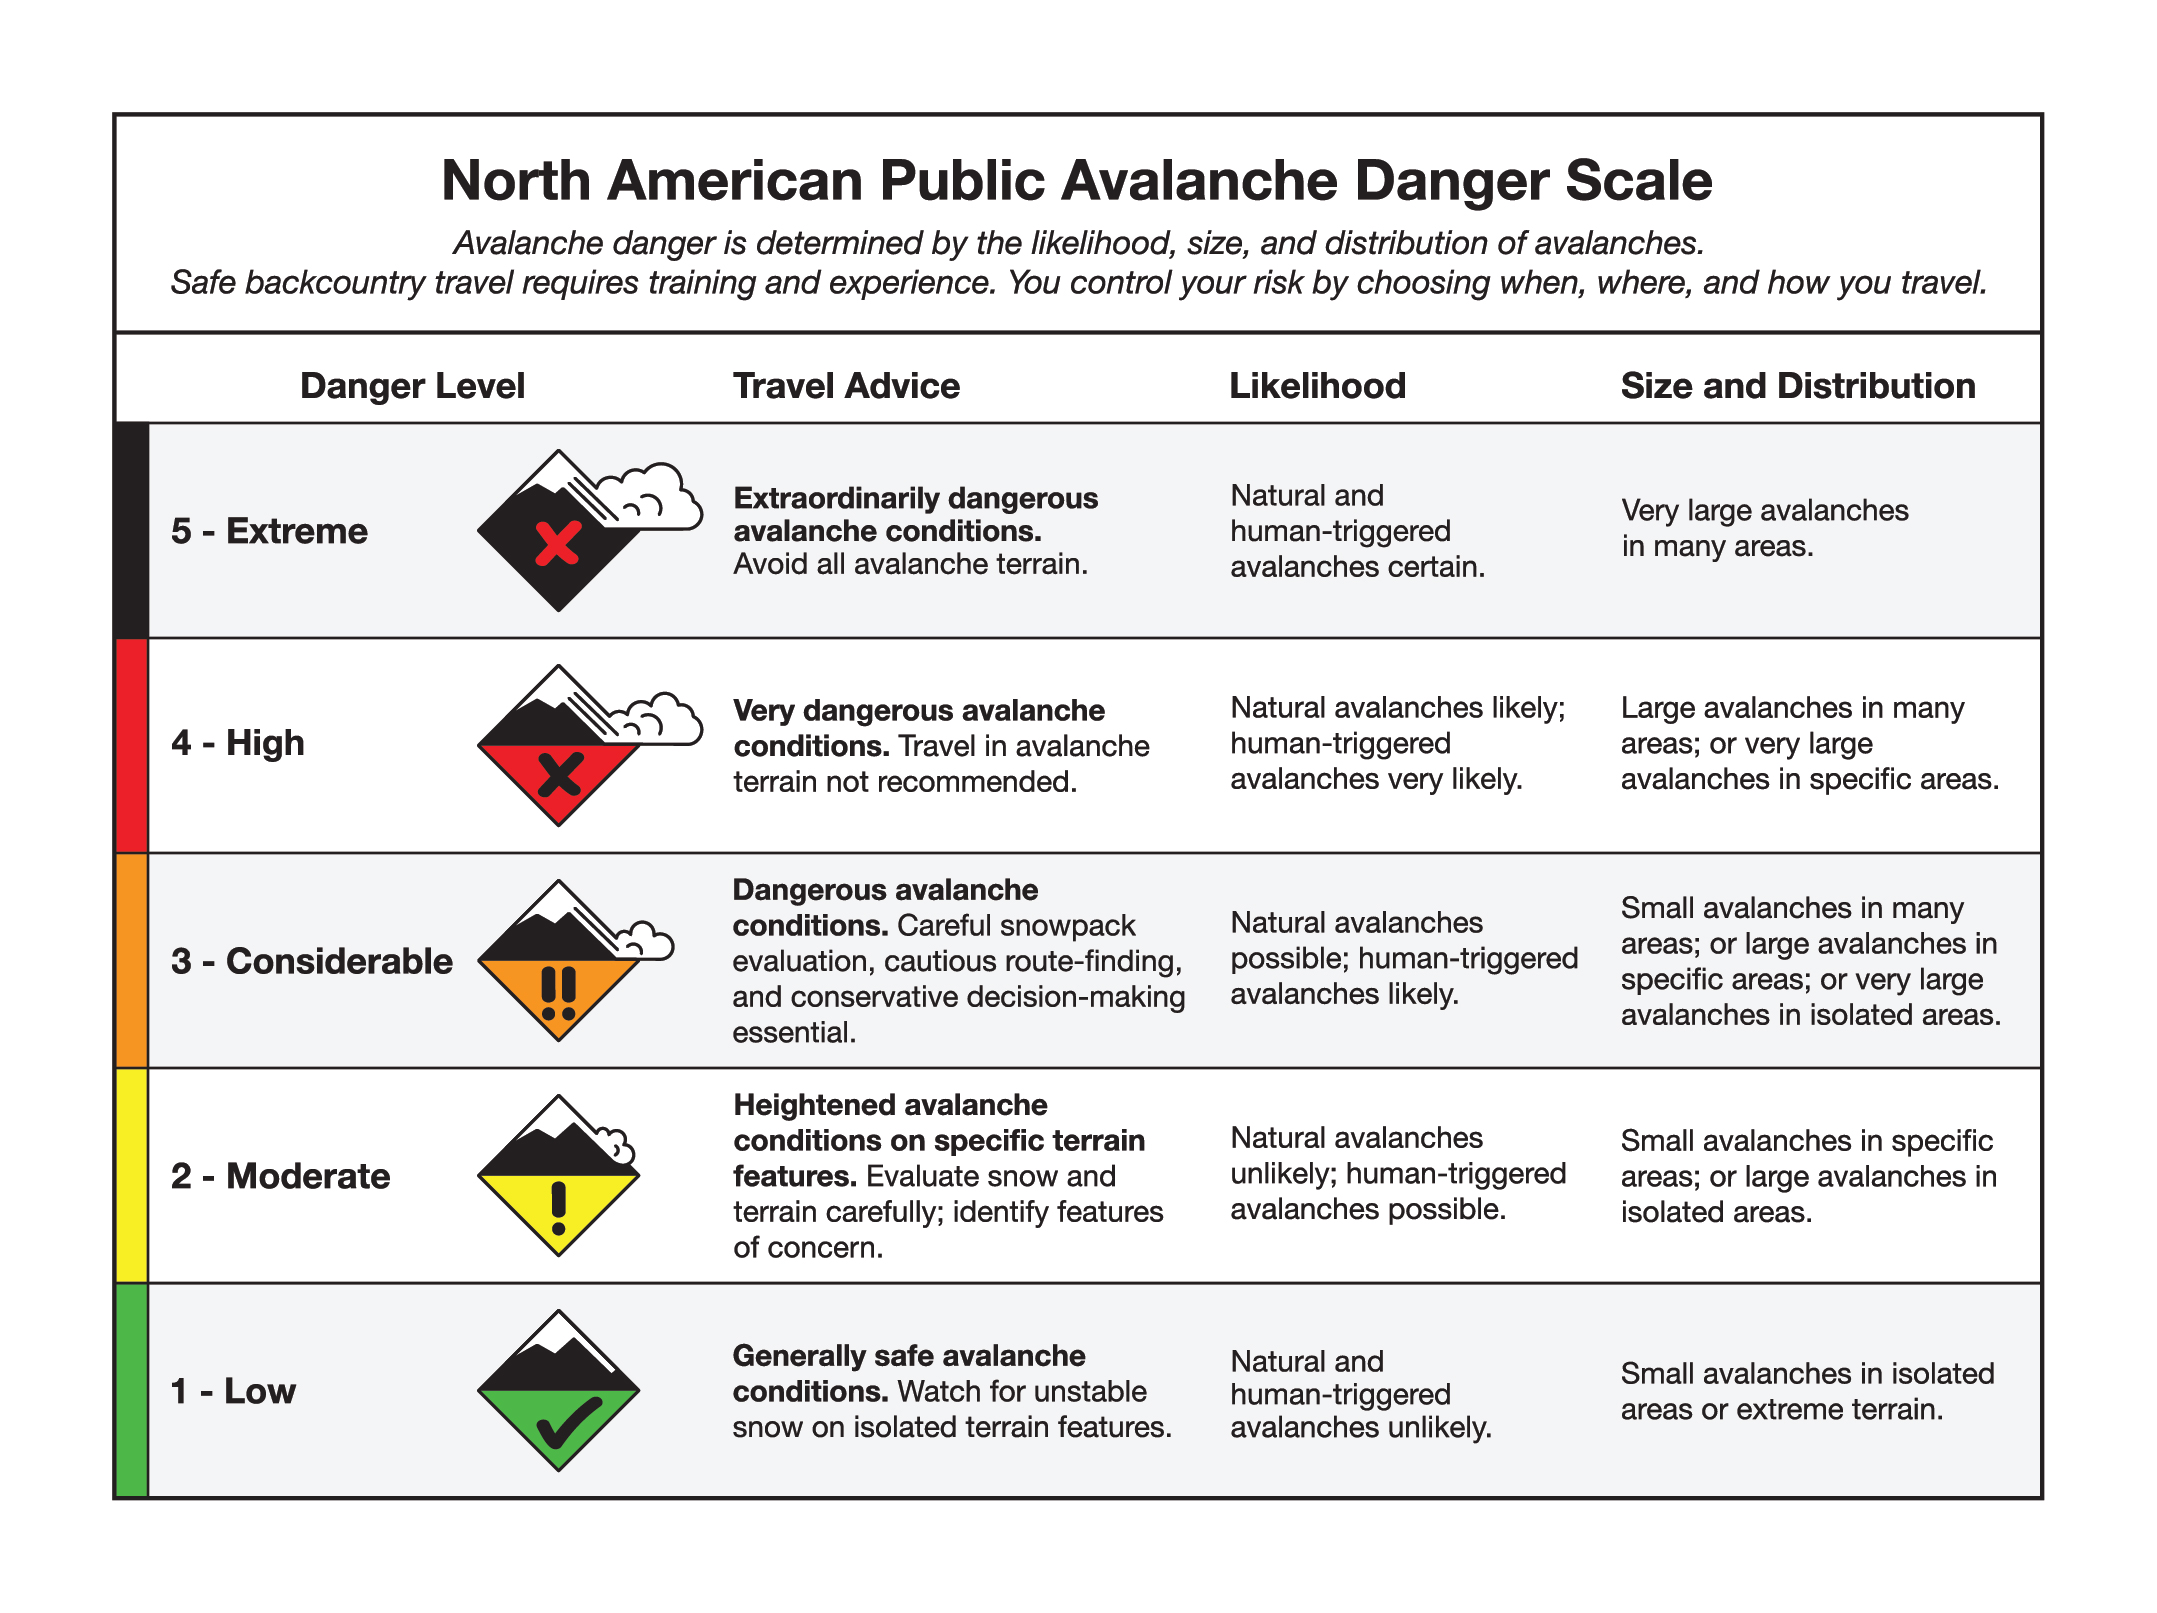 North American Public Avalanche Danger Scale
Avalanche danger is determined by the likelihood, size, and distribution of avalanches.
Safe backcountry travel requires training and experience. You control your risk by choosing when, where, and how you travel.
Danger Level
Travel Advice
Likelihood
Size and Distribution
5 - Extreme
Extraordinarily dangerous
avalanche conditions.
Avoid all avalanche terrain.
Natural and
human-triggered
avalanches certain.
Very large avalanches
in many areas.
4 - High
Very dangerous avalanche
conditions. Travel in avalanche
terrain not recommended.
Natural avalanches likely;
human-triggered
avalanches very likely.
Large avalanches in many
areas; or very large
avalanches in specific areas.
3 - Considerable
!!
Dangerous avalanche
conditions. Careful snowpack
evaluation, cautious route-finding,
and conservative decision-making
essential.
Natural avalanches
possible; human-triggered
avalanches likely.
Small avalanches in many
areas; or large avalanches in
specific areas; or very large
avalanches in isolated areas.
2 - Moderate
!
Heightened avalanche
conditions on specific terrain
features. Evaluate snow and
terrain carefully; identify features
of concern.
Natural avalanches
unlikely; human-triggered
avalanches possible.
Small avalanches in specific
areas; or large avalanches in
isolated areas.
1 - Low
Generally safe avalanche
conditions. Watch for unstable
snow on isolated terrain features.
Natural and
human-triggered
avalanches unlikely.
Small avalanches in isolated
areas or extreme terrain.